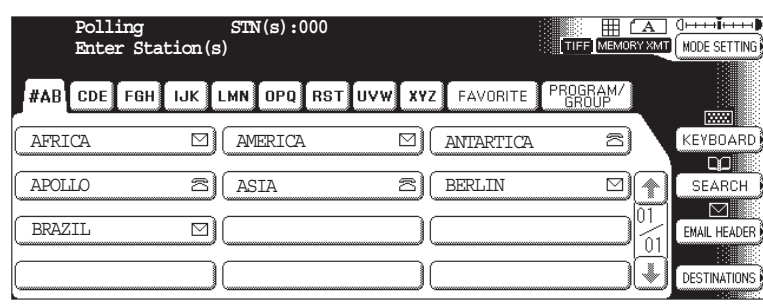 Polling STN(s):000
Enter Station(s)
A
TIFF MEMORY XMT MODE SETTING
#AB CDE FGH IJK LMN OPQ RST UVW XYZ FAVORITE PROGRAM/
GROUP
AFRICA AMERICA ANTARTICA KEYBOARD
APOLLO ASIA BERLIN SEARCH
BRAZIL 01
01 EMAIL HEADER
DESTINATIONS